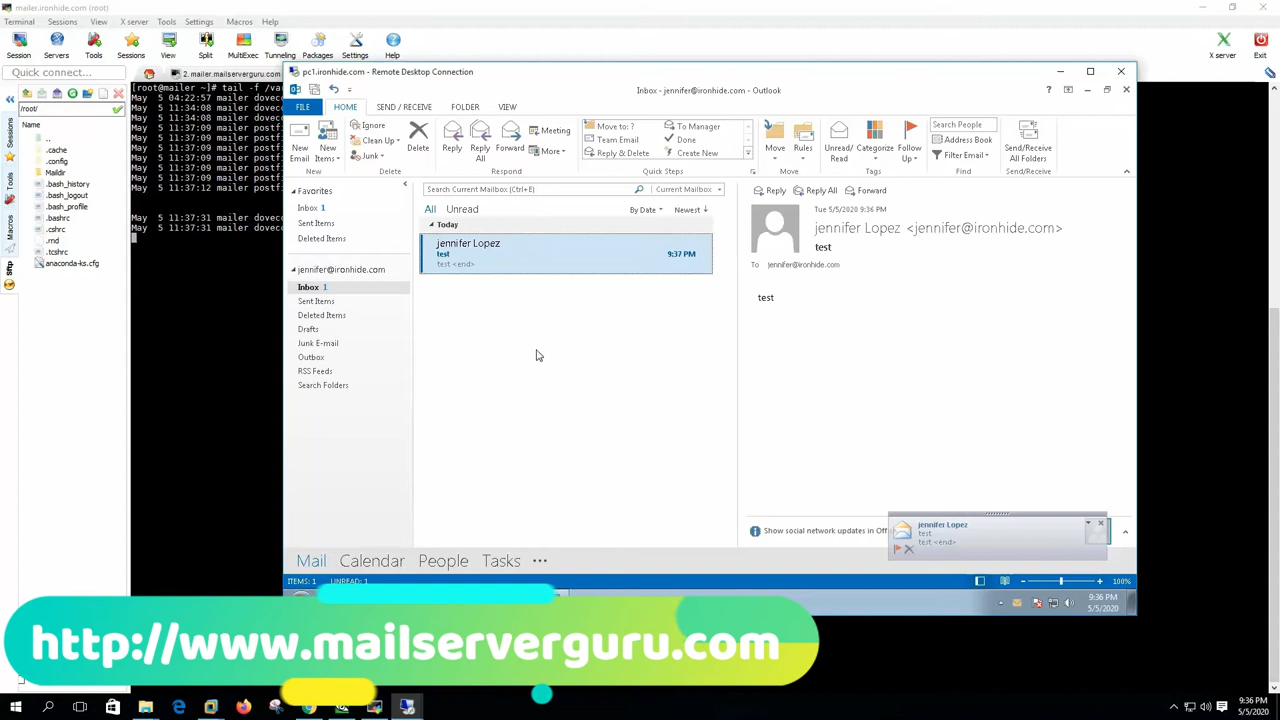 mailer.ironhide.com (root)
Terminal Sessions View X server Tools Settings Macros Help
Session Servers Tools Sessions View Split MultiExec Tunneling Packages Settings Help X server Exit
Quick connect...
2. mailer.mailserverguru.com
/root/
Name
..
.cache
.config
Maildir
.bash_history
.bash_logout
.bash_profile
.bashrc
.cshrc
.rnd
.tcshrc
anaconda-ks.cfg
Sessions
Tools
Macros
Sftp
[root@mailer ~]# tail -f /va
May 5 04:22:57 mailer dovec
May 5 11:34:08 mailer dovec
May 5 11:34:08 mailer dovec
May 5 11:37:09 mailer postf
May 5 11:37:09 mailer postf
May 5 11:37:09 mailer postf
May 5 11:37:09 mailer postf
May 5 11:37:09 mailer postf
May 5 11:37:12 mailer postf
May 5 11:37:31 mailer dovec
May 5 11:37:31 mailer dovec
pc1.ironhide.com - Remote Desktop Connection
Inbox - jennifer@ironhide.com - Outlook
FILE HOME SEND / RECEIVE FOLDER VIEW
New Email
New Items
New
Ignore
Clean Up
Junk
Delete
Delete
Reply
Reply All
Forward
Meeting
More
Respond
Move to: ?
Team Email
Reply & Delete
To Manager
Done
Create New
Quick Steps
Move
Rules
Move
Unread/ Read
Categorize
Follow Up
Tags
Search People
Address Book
Filter Email
Find
Send/Receive All Folders
Send/Receive
Favorites
Inbox 1
Sent Items
Deleted Items
jennifer@ironhide.com
Inbox 1
Sent Items
Deleted Items
Drafts
Junk E-mail
Outbox
RSS Feeds
Search Folders
Search Current Mailbox (Ctrl+E) Current Mailbox
All Unread By Date Newest
Today
jennifer Lopez
test 9:37 PM
test <end>
Reply Reply All Forward
Tue 5/5/2020 9:36 PM
jennifer Lopez <jennifer@ironhide.com>
test
To jennifer@ironhide.com
test
Show social network updates in Off
jennifer Lopez
test
test <end>
Mail Calendar People Tasks
ITEMS: 1 UNREAD: 1 100%
9:36 PM
5/5/2020
http://www.mailserverguru.com
9:36 PM
5/5/2020